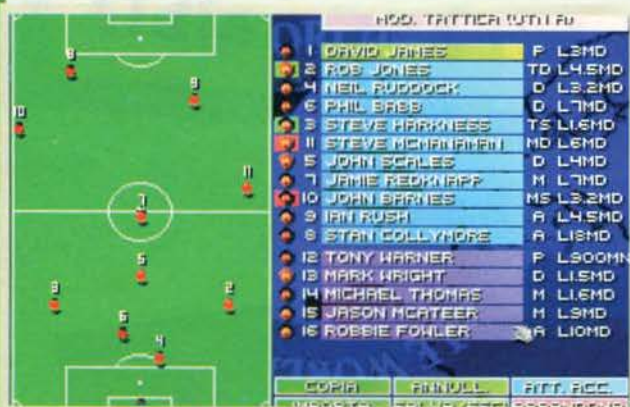 MOD. TATTICA (UTILE)
1 DAVID JAMES P L3MD
2 ROB JONES TD L4.5MD
4 NEIL RUDDOCK D L3.2MD
6 PHIL BABB D L7MD
3 STEVE HARKNESS TS L1.6MD
11 STEVE MCMANAMAN MD L6MD
5 JOHN SCALES D L4MD
7 JAMIE REDKNAPP M L7MD
10 JOHN BARNES MS L3.2MD
9 IAN RUSH A L4.5MD
8 STAN COLLYMORE A L18MD
12 TONY WARNER P L900MN
13 MARK WRIGHT D L1.5MD
14 MICHAEL THOMAS M L1.6MD
15 JASON MCATEER M L9MD
16 ROBBIE FOWLER A L10MD
COPIA ANNULL. ATT. ACC.
8
9
10
11
7
5
3
2
6
4